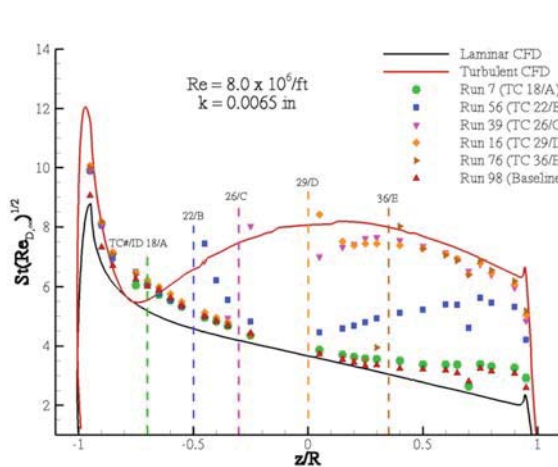 14
12
10
8
6
4
2
St(Re_D,∞)^1/2
Re = 8.0 x 10^6/ft
k = 0.0065 in
Laminar CFD
Turbulent CFD
Run 7 (TC 18/A)
Run 56 (TC 22/B
Run 39 (TC 26/C
Run 16 (TC 29/D
Run 76 (TC 36/E
Run 98 (Baseline
TC#/ID 18/A
22/B
26/C
29/D
36/E
-1
-0.5
0
0.5
1
z/R